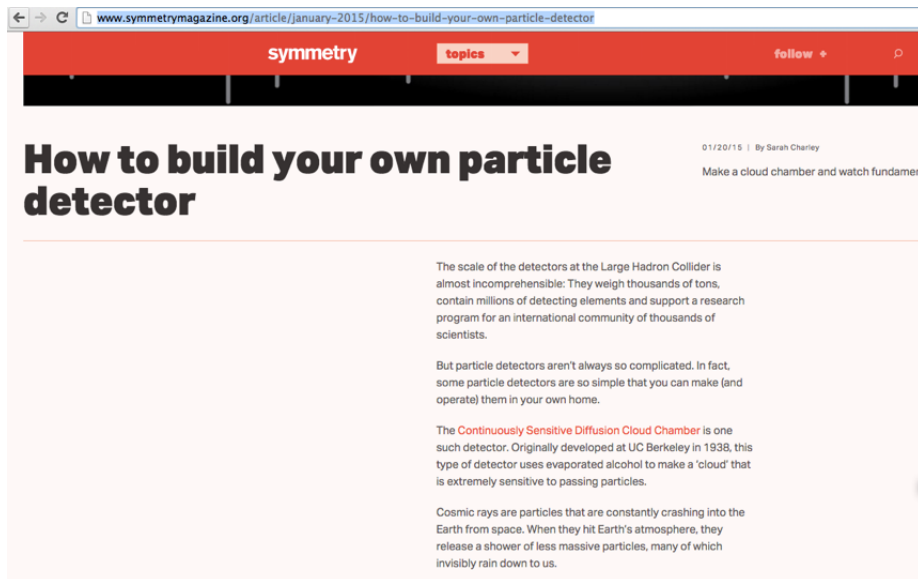 www.symmetrymagazine.org/article/january-2015/how-to-build-your-own-particle-detector
symmetry
topics
follow +
How to build your own particle
detector
01/20/15 | By Sarah Charley
Make a cloud chamber and watch fundamen
The scale of the detectors at the Large Hadron Collider is
almost incomprehensible: They weigh thousands of tons,
contain millions of detecting elements and support a research
program for an international community of thousands of
scientists.
But particle detectors aren't always so complicated. In fact,
some particle detectors are so simple that you can make (and
operate) them in your own home.
The Continuously Sensitive Diffusion Cloud Chamber is one
such detector. Originally developed at UC Berkeley in 1938, this
type of detector uses evaporated alcohol to make a 'cloud' that
is extremely sensitive to passing particles.
Cosmic rays are particles that are constantly crashing into the
Earth from space. When they hit Earth's atmosphere, they
release a shower of less massive particles, many of which
invisibly rain down to us.